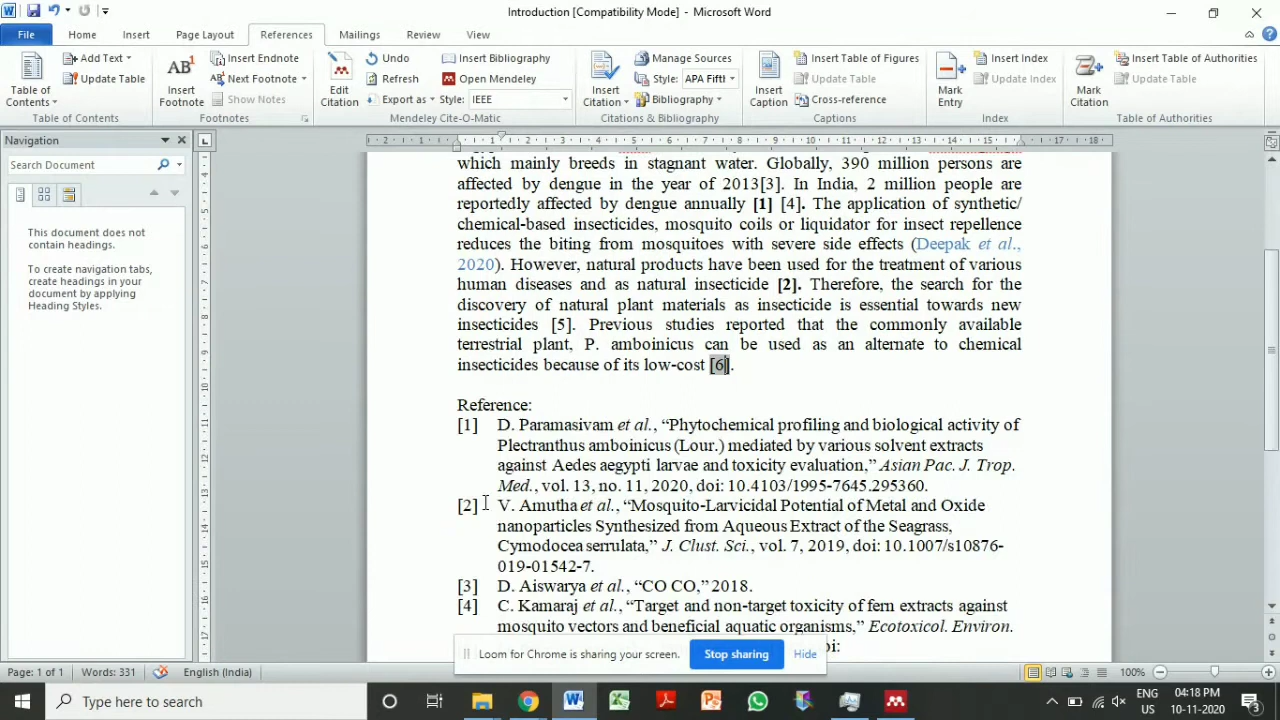 Introduction [Compatibility Mode] - Microsoft Word
File Home Insert Page Layout References Mailings Review View
Table of Contents
Add Text
Update Table
Table of Contents
AB1
Insert Footnote
Insert Endnote
Next Footnote
Show Notes
Footnotes
Edit Citation
Undo
Refresh
Export as
Insert Bibliography
Open Mendeley
Style: IEEE
Mendeley Cite-O-Matic
Insert Citation
Manage Sources
Style: APA Fifth
Bibliography
Citations & Bibliography
Insert Caption
Insert Table of Figures
Update Table
Cross-reference
Captions
Mark Entry
Insert Index
Update Index
Index
Mark Citation
Insert Table of Authorities
Update Table
Table of Authorities
Navigation
Search Document
This document does not contain headings.
To create navigation tabs, create headings in your document by applying Heading Styles.
which mainly breeds in stagnant water. Globally, 390 million persons are
affected by dengue in the year of 2013[3]. In India, 2 million people are
reportedly affected by dengue annually [1] [4]. The application of synthetic/
chemical-based insecticides, mosquito coils or liquidator for insect repellence
reduces the biting from mosquitoes with severe side effects (Deepak et al.,
2020). However, natural products have been used for the treatment of various
human diseases and as natural insecticide [2]. Therefore, the search for the
discovery of natural plant materials as insecticide is essential towards new
insecticides [5]. Previous studies reported that the commonly available
terrestrial plant, P. amboinicus can be used as an alternate to chemical
insecticides because of its low-cost [6].
Reference:
[1] D. Paramasivam et al., “Phytochemical profiling and biological activity of
Plectranthus amboinicus (Lour.) mediated by various solvent extracts
against Aedes aegypti larvae and toxicity evaluation,” Asian Pac. J. Trop.
Med., vol. 13, no. 11, 2020, doi: 10.4103/1995-7645.295360.
[2] V. Amutha et al., “Mosquito-Larvicidal Potential of Metal and Oxide
nanoparticles Synthesized from Aqueous Extract of the Seagrass,
Cymodocea serrulata,” J. Clust. Sci., vol. 7, 2019, doi: 10.1007/s10876-
019-01542-7.
[3] D. Aiswarya et al., “CO CO,” 2018.
[4] C. Kamaraj et al., “Target and non-target toxicity of fern extracts against
mosquito vectors and beneficial aquatic organisms,” Ecotoxicol. Environ.
Loom for Chrome is sharing your screen. Stop sharing Hide
Page: 1 of 1 Words: 331 English (India) 100%
Type here to search
ENG
US
04:18 PM
10-11-2020
3